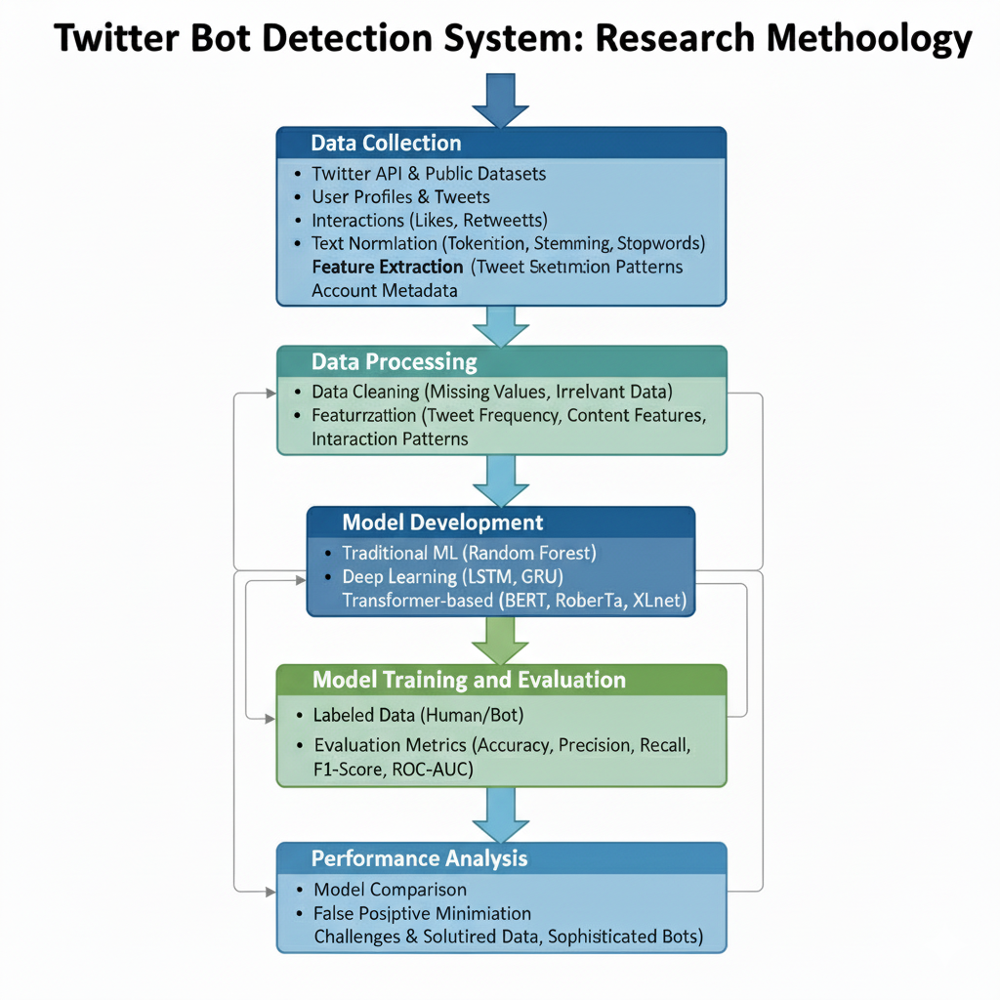 Twitter Bot Detection System: Research Methoology
Data Collection
• Twitter API & Public Datasets
• User Profiles & Tweets
• Interactions (Likes, Retweetts)
• Text Normlation (Tokention, Stemming, Stopwords)
Feature Extraction (Tweet Patterns
Account Metadata
Data Processing
• Data Cleaning (Missing Values, Irrelvant Data)
• Featurzation (Tweet Frequency, Content Features,
Intaraction Patterns
Model Development
• Traditional ML (Random Forest)
• Deep Learning (LSTM, GRU)
Transformer-based (BERT, RoberTa, XLnet)
Model Training and Evaluation
• Labeled Data (Human/Bot)
• Evaluation Metrics (Accuracy, Precision, Recall,
F1-Score, ROC-AUC)
Performance Analysis
• Model Comparison
• False Posjptive Minimiation
Challenges & Solutired Data, Sophisticated Bots)